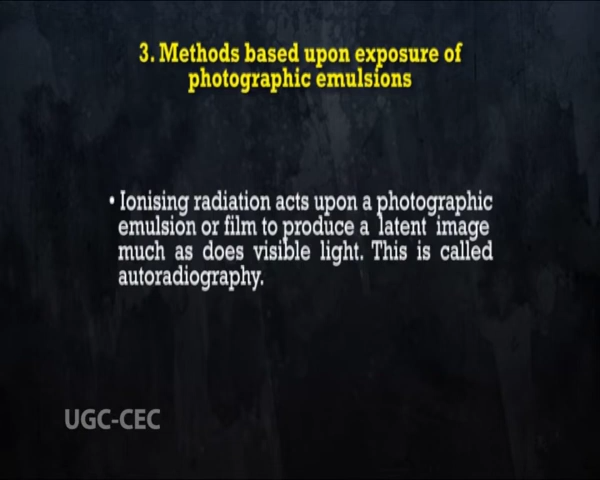 3. Methods based upon exposure of
photographic emulsions
• Ionising radiation acts upon a photographic
emulsion or film to produce a latent image
much as does visible light. This is called
autoradiography.
UGC-CEC